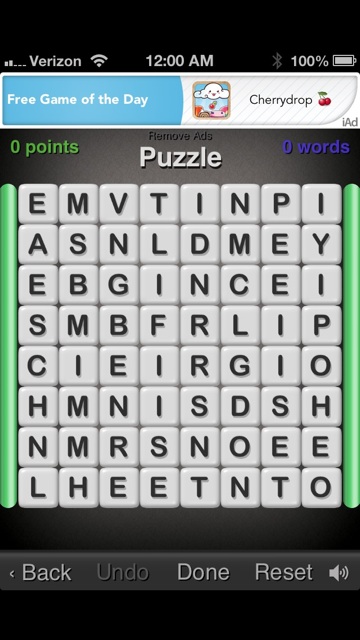 Verizon 12:00 AM 100%
Free Game of the Day Cherrydrop
iAd
Remove Ads
0 points Puzzle 0 words
E M V T I N P I
A S N L D M E Y
E B G I N C E I
S M B F R L I P
C I E I R G I O
H M N I S D S H
N M R S N O E E
L H E E T N T O
‹ Back Undo Done Reset